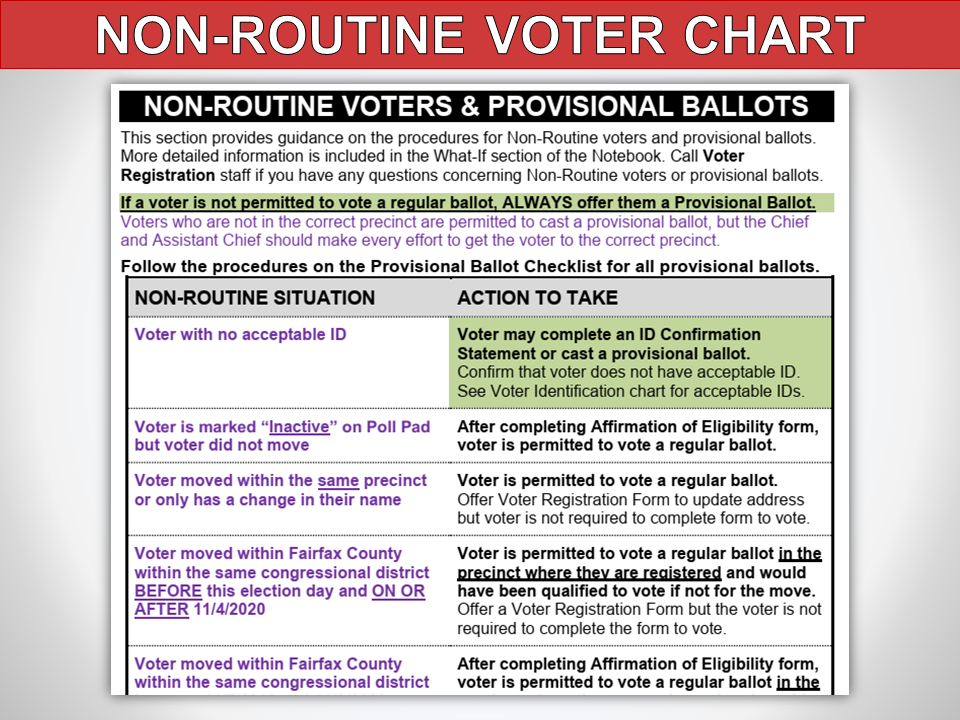 NON-ROUTINE VOTER CHART
NON-ROUTINE VOTERS & PROVISIONAL BALLOTS
This section provides guidance on the procedures for Non-Routine voters and provisional ballots.
More detailed information is included in the What-If section of the Notebook. Call Voter
Registration staff if you have any questions concerning Non-Routine voters or provisional ballots.
If a voter is not permitted to vote a regular ballot, ALWAYS offer them a Provisional Ballot.
Voters who are not in the correct precinct are permitted to cast a provisional ballot, but the Chief
and Assistant Chief should make every effort to get the voter to the correct precinct.
Follow the procedures on the Provisional Ballot Checklist for all provisional ballots.
NON-ROUTINE SITUATION
ACTION TO TAKE
Voter with no acceptable ID
Voter may complete an ID Confirmation
Statement or cast a provisional ballot.
Confirm that voter does not have acceptable ID.
See Voter Identification chart for acceptable IDs.
Voter is marked “Inactive” on Poll Pad
but voter did not move
After completing Affirmation of Eligibility form,
voter is permitted to vote a regular ballot.
Voter moved within the same precinct
or only has a change in their name
Voter is permitted to vote a regular ballot.
Offer Voter Registration Form to update address
but voter is not required to complete form to vote.
Voter moved within Fairfax County
within the same congressional district
BEFORE this election day and ON OR
AFTER 11/4/2020
Voter is permitted to vote a regular ballot in the
precinct where they are registered and would
have been qualified to vote if not for the move.
Offer a Voter Registration Form but the voter is not
required to complete the form to vote.
Voter moved within Fairfax County
within the same congressional district
After completing Affirmation of Eligibility form,
voter is permitted to vote a regular ballot in the